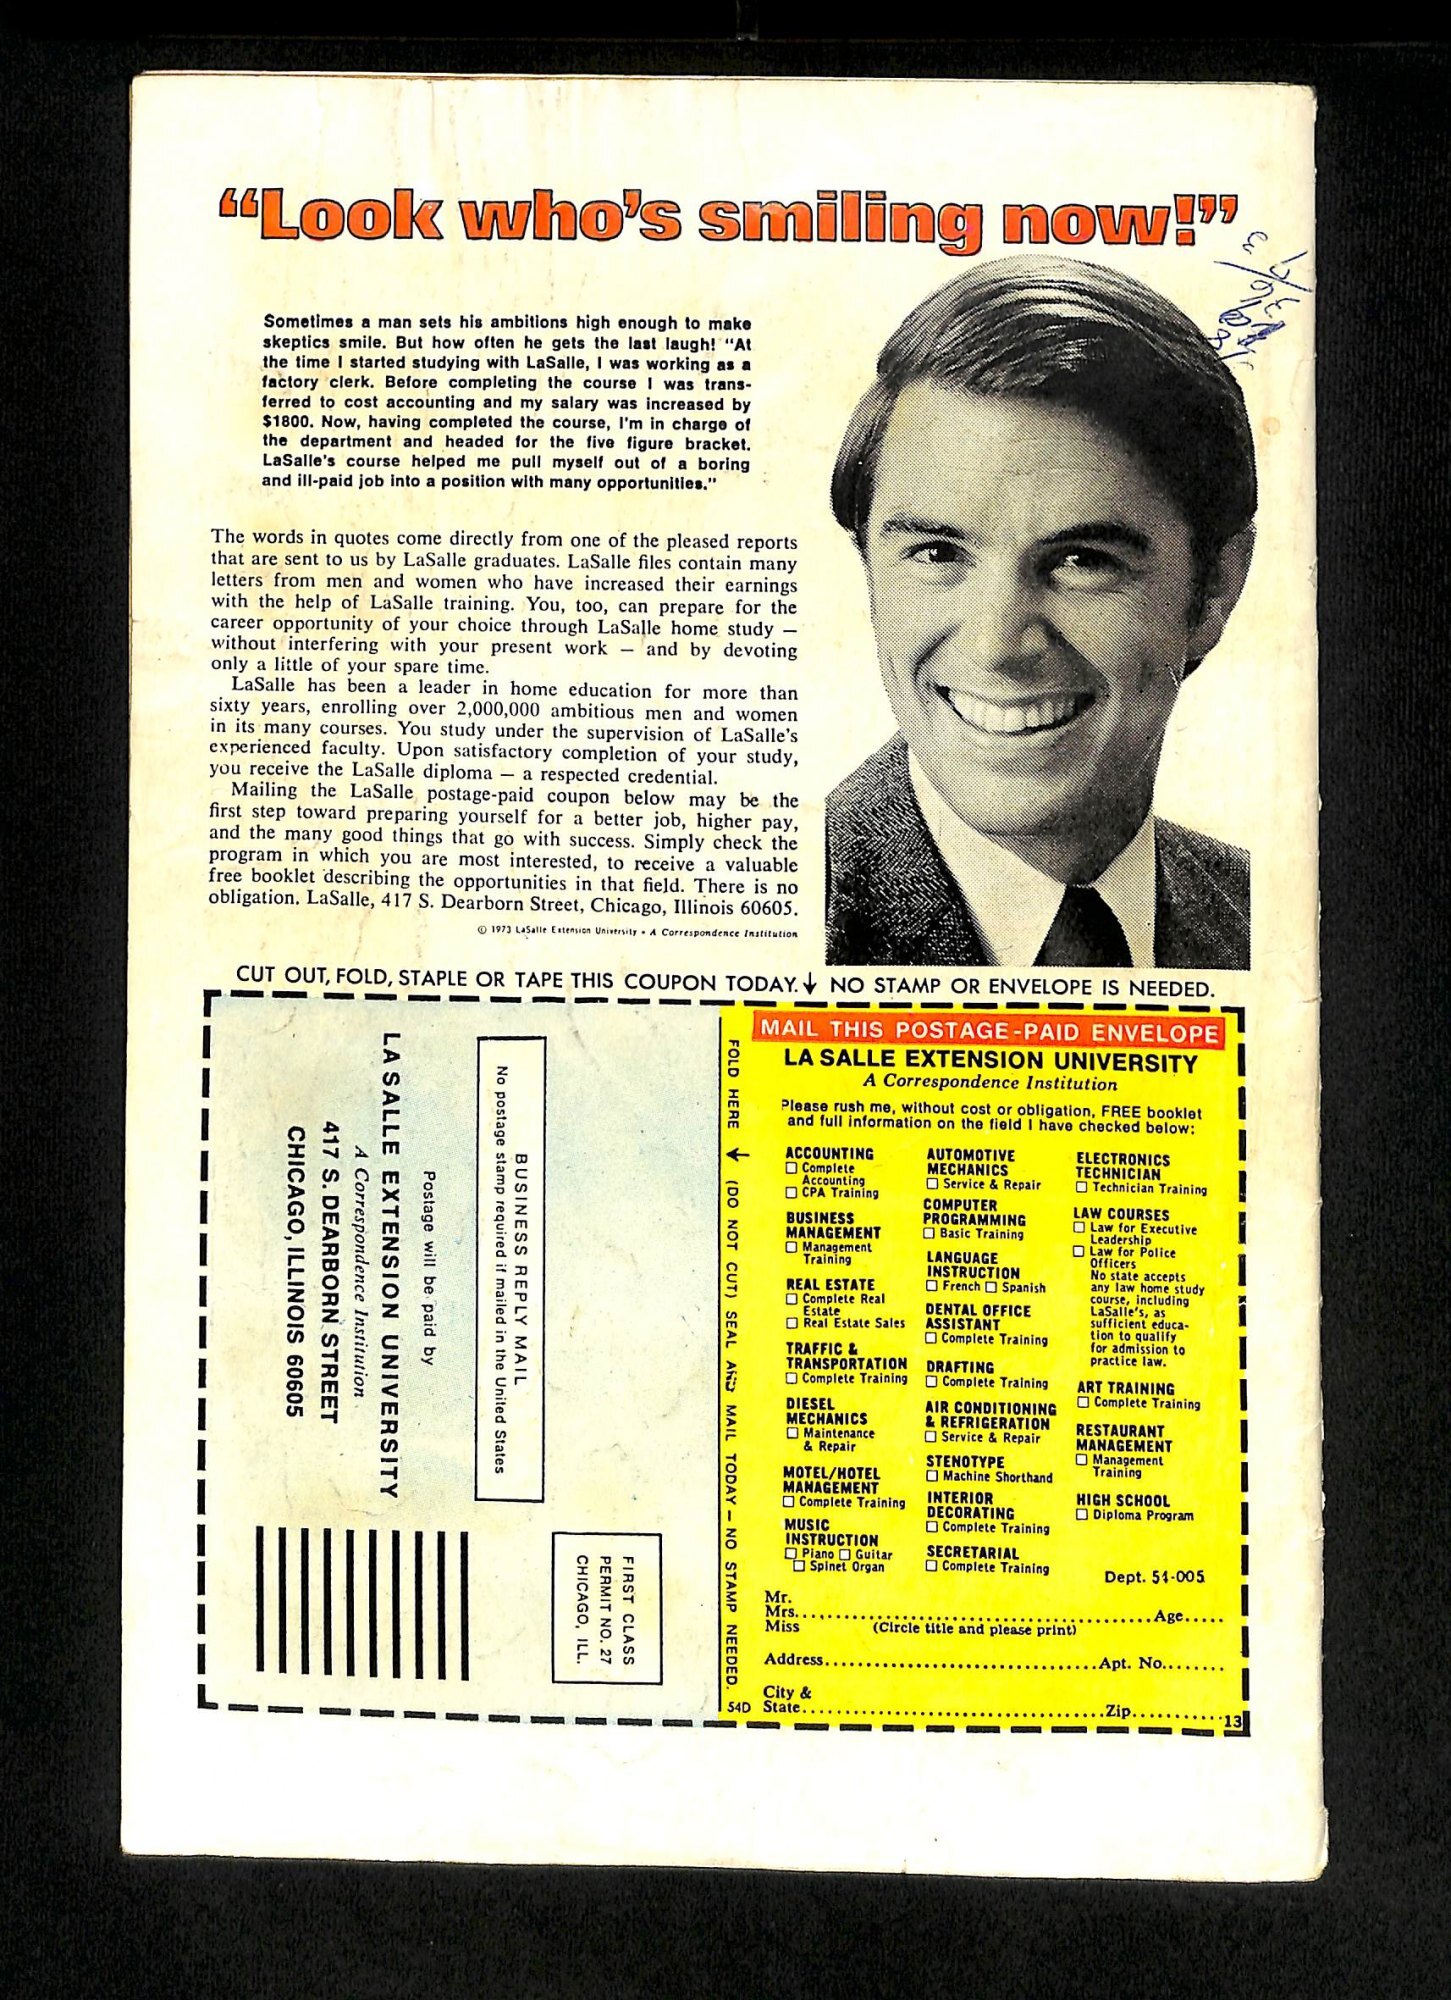 “Look who’s smiling now!”
Sometimes a man sets his ambitions high enough to make
skeptics smile. But how often he gets the last laugh! “At
the time I started studying with LaSalle, I was working as a
factory clerk. Before completing the course I was trans-
ferred to cost accounting and my salary was increased by
$1800. Now, having completed the course, I’m in charge of
the department and headed for the five figure bracket.
LaSalle’s course helped me pull myself out of a boring
and ill-paid job into a position with many opportunities.”
The words in quotes come directly from one of the pleased reports
that are sent to us by LaSalle graduates. LaSalle files contain many
letters from men and women who have increased their earnings
with the help of LaSalle training. You, too, can prepare for the
career opportunity of your choice through LaSalle home study —
without interfering with your present work — and by devoting
only a little of your spare time.
LaSalle has been a leader in home education for more than
sixty years, enrolling over 2,000,000 ambitious men and women
in its many courses. You study under the supervision of LaSalle’s
experienced faculty. Upon satisfactory completion of your study,
you receive the LaSalle diploma — a respected credential.
Mailing the LaSalle postage-paid coupon below may be the
first step toward preparing yourself for a better job, higher pay,
and the many good things that go with success. Simply check the
program in which you are most interested, to receive a valuable
free booklet describing the opportunities in that field. There is no
obligation. LaSalle, 417 S. Dearborn Street, Chicago, Illinois 60605.
© 1973 LaSalle Extension University • A Correspondence Institution
CUT OUT, FOLD, STAPLE OR TAPE THIS COUPON TODAY. ↓ NO STAMP OR ENVELOPE IS NEEDED.
FIRST CLASS
PERMIT NO. 27
CHICAGO, ILL.
BUSINESS REPLY MAIL
No postage stamp required if mailed in the United States
Postage will be paid by
LA SALLE EXTENSION UNIVERSITY
A Correspondence Institution
417 S. DEARBORN STREET
CHICAGO, ILLINOIS 60605
FOLD HERE ↓ (DO NOT CUT) SEAL AND MAIL TODAY — NO STAMP NEEDED.
54D
MAIL THIS POSTAGE-PAID ENVELOPE
LA SALLE EXTENSION UNIVERSITY
A Correspondence Institution
Please rush me, without cost or obligation, FREE booklet
and full information on the field I have checked below:
ACCOUNTING
☐ Complete
Accounting
☐ CPA Training
BUSINESS
MANAGEMENT
☐ Management
Training
REAL ESTATE
☐ Complete Real
Estate
☐ Real Estate Sales
TRAFFIC &
TRANSPORTATION
☐ Complete Training
DIESEL
MECHANICS
☐ Maintenance
& Repair
MOTEL/HOTEL
MANAGEMENT
☐ Complete Training
MUSIC
INSTRUCTION
☐ Piano ☐ Guitar
☐ Spinet Organ
AUTOMOTIVE
MECHANICS
☐ Service & Repair
COMPUTER
PROGRAMMING
☐ Basic Training
LANGUAGE
INSTRUCTION
☐ French ☐ Spanish
DENTAL OFFICE
ASSISTANT
☐ Complete Training
DRAFTING
☐ Complete Training
AIR CONDITIONING
& REFRIGERATION
☐ Service & Repair
STENOTYPE
☐ Machine Shorthand
INTERIOR
DECORATING
☐ Complete Training
SECRETARIAL
☐ Complete Training
ELECTRONICS
TECHNICIAN
☐ Technician Training
LAW COURSES
☐ Law for Executive
Leadership
☐ Law for Police
Officers
No state accepts
any law home study
course, including
LaSalle’s, as
sufficient educa-
tion to qualify
for admission to
practice law.
ART TRAINING
☐ Complete Training
RESTAURANT
MANAGEMENT
☐ Management
Training
HIGH SCHOOL
☐ Diploma Program
Dept. 54-005
Mr.
Mrs. Age
Miss (Circle title and please print)
Address Apt. No.
City &
State Zip
13